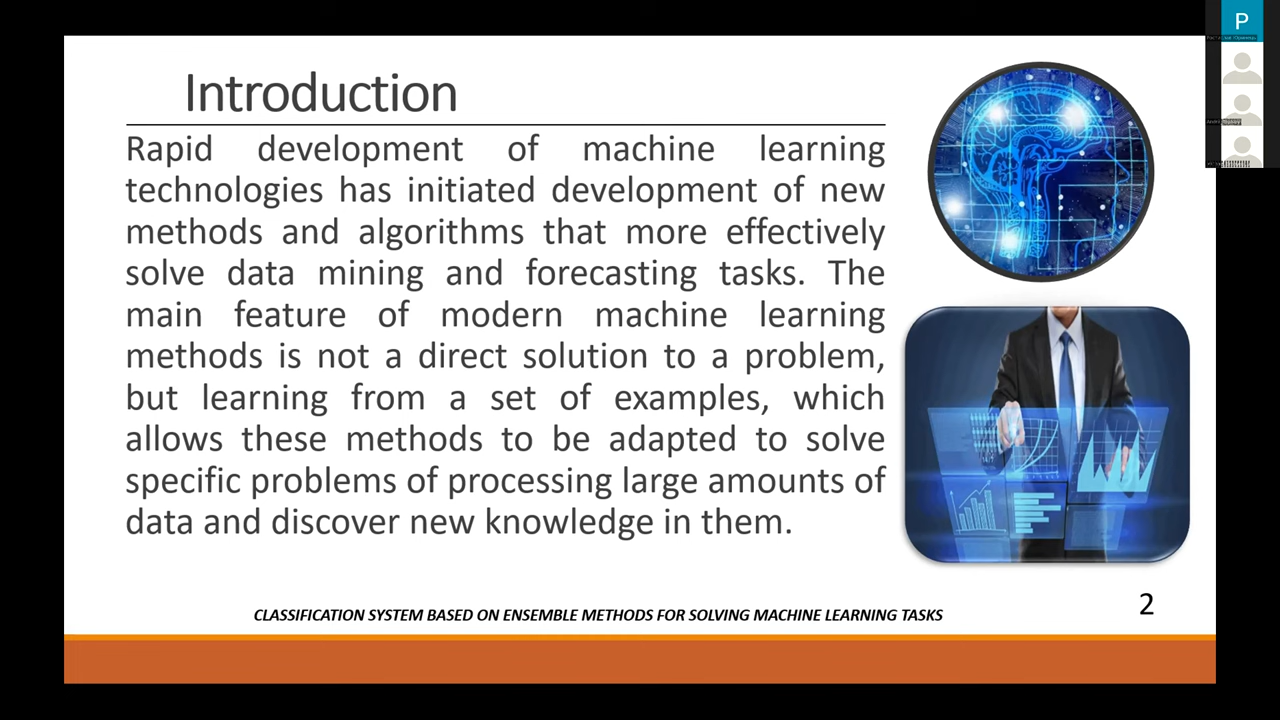 P
Introduction
Rapid development of machine learning
technologies has initiated development of new
methods and algorithms that more effectively
solve data mining and forecasting tasks. The
main feature of modern machine learning
methods is not a direct solution to a problem,
but learning from a set of examples, which
allows these methods to be adapted to solve
specific problems of processing large amounts of
data and discover new knowledge in them.
CLASSIFICATION SYSTEM BASED ON ENSEMBLE METHODS FOR SOLVING MACHINE LEARNING TASKS
2